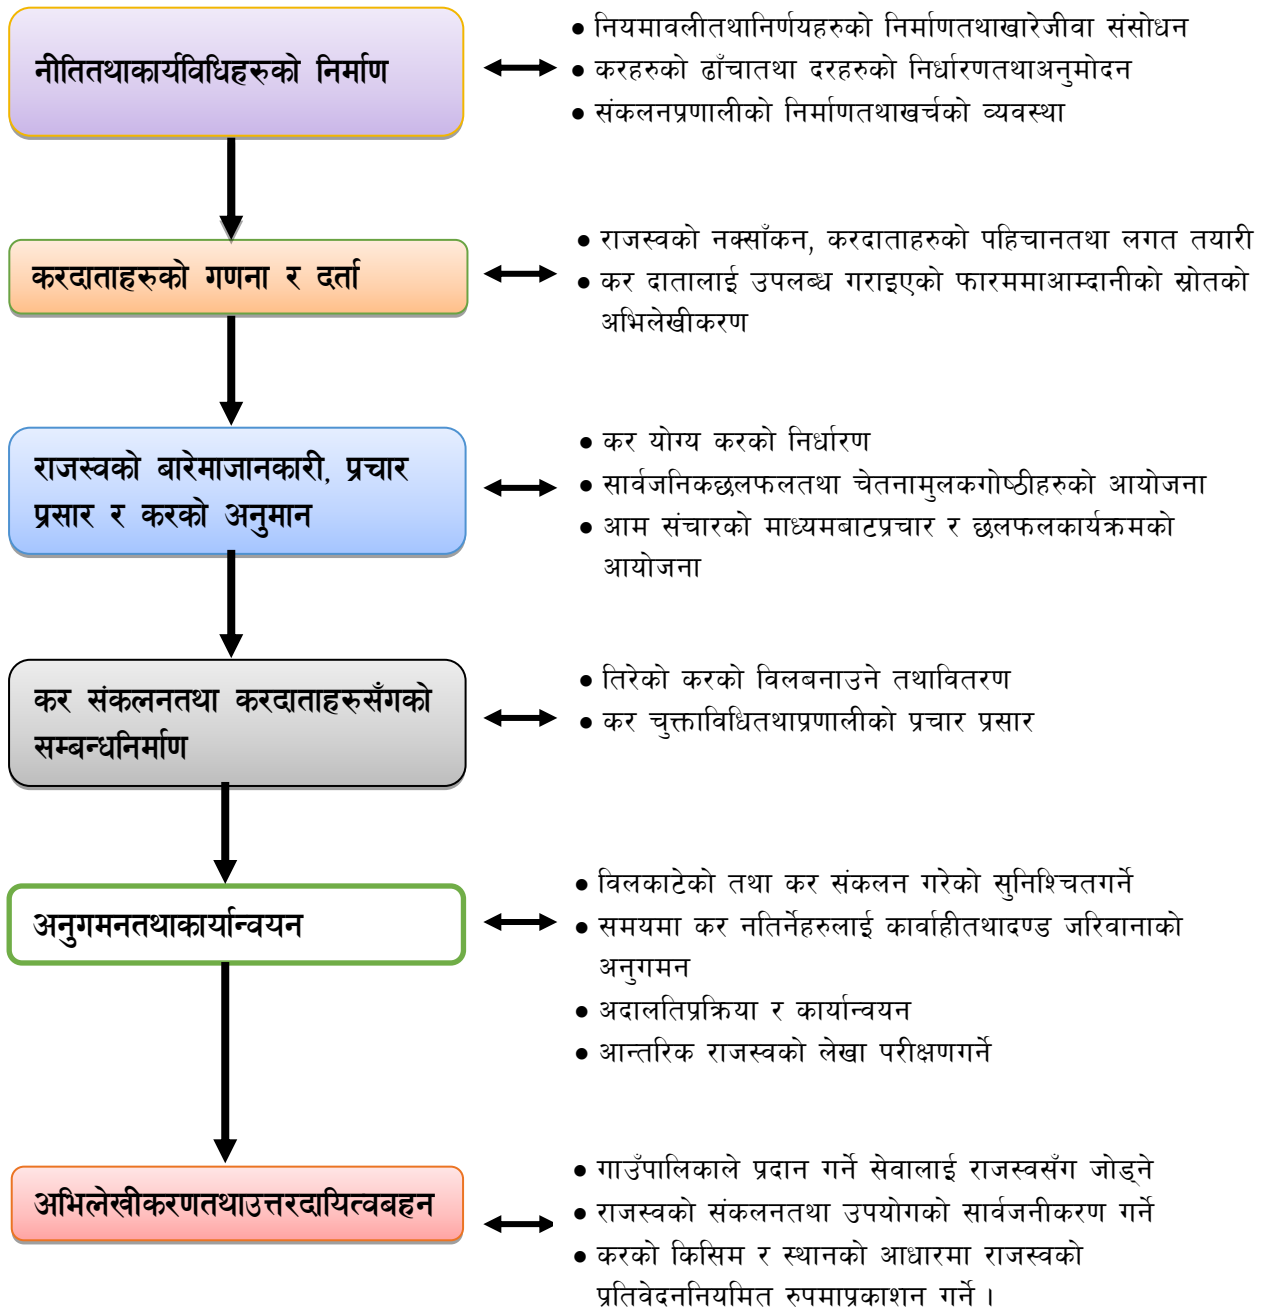 नीतितथाकार्यविधिहरुको निर्माण
● नियमावलीतथानिर्णयहरुको निर्माणतथाखारेजीवा संसोधन
● करहरुको ढाँचातथा दरहरुको निर्धारणतथाअनुमोदन
● संकलनप्रणालीको निर्माणतथाखर्चको व्यवस्था
करदाताहरुको गणना र दर्ता
● राजस्वको नक्साँकन, करदाताहरुको पहिचानतथा लगत तयारी
● कर दातालाई उपलब्ध गराइएको फारममाआम्दानीको स्रोतको
अभिलेखीकरण
राजस्वको बारेमाजानकारी, प्रचार
प्रसार र करको अनुमान
● कर योग्य करको निर्धारण
● सार्वजनिकछलफलतथा चेतनामुलकगोष्ठीहरुको आयोजना
● आम संचारको माध्यमबाटप्रचार र छलफलकार्यक्रमको
आयोजना
कर संकलनतथा करदाताहरुसँगको
सम्बन्धनिर्माण
● तिरेको करको विलबनाउने तथावितरण
● कर चुक्ताविधितथाप्रणालीको प्रचार प्रसार
अनुगमनतथाकार्यान्वयन
● विलकाटेको तथा कर संकलन गरेको सुनिश्चितगर्ने
● समयमा कर नतिर्नेहरुलाई कार्वाहीतथादण्ड जरिवानाको
अनुगमन
● अदालतिप्रक्रिया र कार्यान्वयन
● आन्तरिक राजस्वको लेखा परीक्षणगर्ने
अभिलेखीकरणतथाउत्तरदायित्वबहन
● गाउँपालिकाले प्रदान गर्ने सेवालाई राजस्वसँग जोड्ने
● राजस्वको संकलनतथा उपयोगको सार्वजनीकरण गर्ने
● करको किसिम र स्थानको आधारमा राजस्वको
प्रतिवेदननियमित रुपमाप्रकाशन गर्ने ।